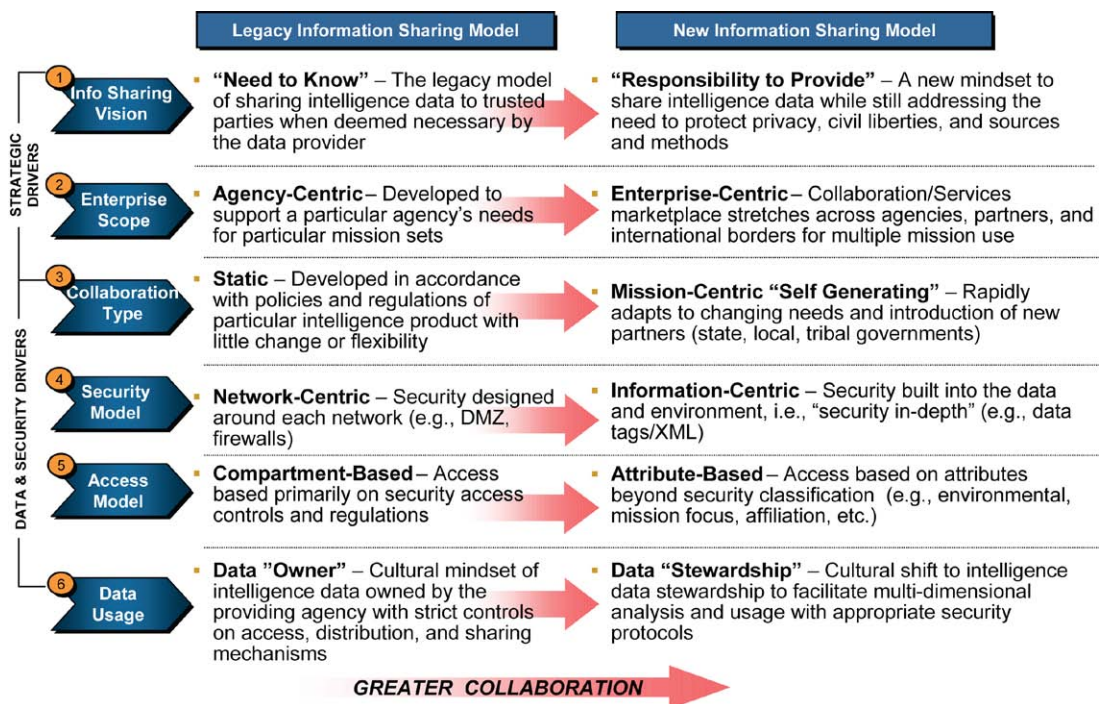 Legacy Information Sharing Model
New Information Sharing Model
STRATEGIC
DRIVERS
DATA & SECURITY DRIVERS
1
Info Sharing
Vision
▪ “Need to Know” – The legacy model
of sharing intelligence data to trusted
parties when deemed necessary by
the data provider
▪ “Responsibility to Provide” – A new mindset to
share intelligence data while still addressing the
need to protect privacy, civil liberties, and sources
and methods
2
Enterprise
Scope
▪ Agency-Centric – Developed to
support a particular agency’s needs
for particular mission sets
▪ Enterprise-Centric – Collaboration/Services
marketplace stretches across agencies, partners, and
international borders for multiple mission use
3
Collaboration
Type
▪ Static – Developed in accordance
with policies and regulations of
particular intelligence product with
little change or flexibility
▪ Mission-Centric “Self Generating” – Rapidly
adapts to changing needs and introduction of new
partners (state, local, tribal governments)
4
Security
Model
▪ Network-Centric – Security designed
around each network (e.g., DMZ,
firewalls)
▪ Information-Centric – Security built into the data
and environment, i.e., “security in-depth” (e.g., data
tags/XML)
5
Access
Model
▪ Compartment-Based – Access
based primarily on security access
controls and regulations
▪ Attribute-Based – Access based on attributes
beyond security classification (e.g., environmental,
mission focus, affiliation, etc.)
6
Data
Usage
▪ Data ”Owner” – Cultural mindset of
intelligence data owned by the
providing agency with strict controls
on access, distribution, and sharing
mechanisms
▪ Data “Stewardship” – Cultural shift to intelligence
data stewardship to facilitate multi-dimensional
analysis and usage with appropriate security
protocols
GREATER COLLABORATION